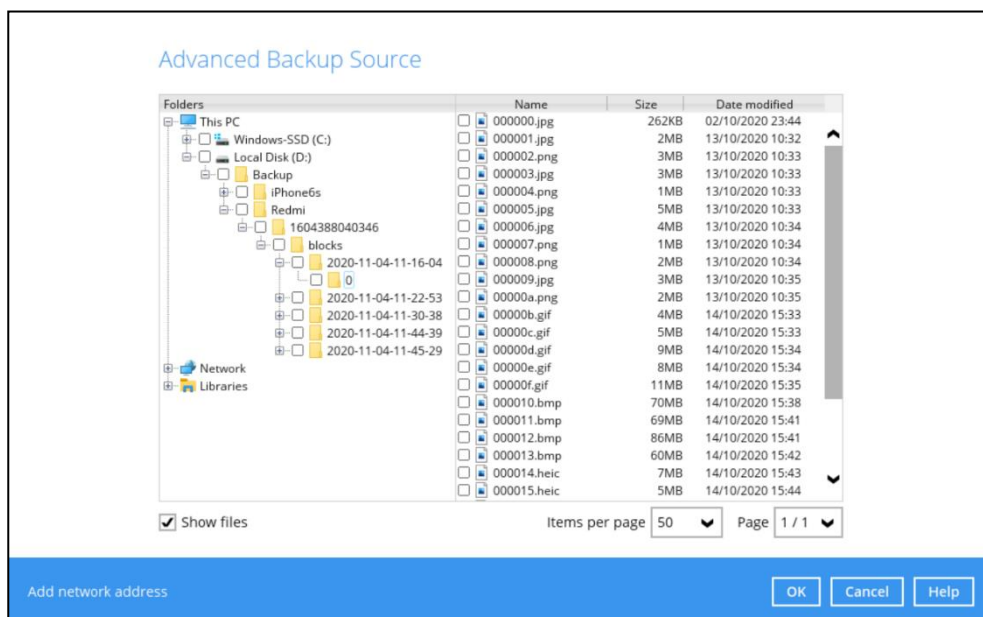 Advanced Backup Source
Folders
This PC
Windows-SSD (C:)
Local Disk (D:)
Backup
iPhone6s
Redmi
1604388040346
blocks
2020-11-04-11-16-04
0
2020-11-04-11-22-53
2020-11-04-11-30-38
2020-11-04-11-44-39
2020-11-04-11-45-29
Network
Libraries
Name Size Date modified
000000.jpg 262KB 02/10/2020 23:44
000001.jpg 2MB 13/10/2020 10:32
000002.png 3MB 13/10/2020 10:33
000003.jpg 3MB 13/10/2020 10:33
000004.png 1MB 13/10/2020 10:33
000005.jpg 5MB 13/10/2020 10:33
000006.jpg 4MB 13/10/2020 10:34
000007.png 1MB 13/10/2020 10:34
000008.png 2MB 13/10/2020 10:34
000009.jpg 3MB 13/10/2020 10:35
00000a.png 2MB 13/10/2020 10:35
00000b.gif 4MB 14/10/2020 15:33
00000c.gif 5MB 14/10/2020 15:33
00000d.gif 9MB 14/10/2020 15:34
00000e.gif 8MB 14/10/2020 15:34
00000f.gif 11MB 14/10/2020 15:35
000010.bmp 70MB 14/10/2020 15:38
000011.bmp 69MB 14/10/2020 15:41
000012.bmp 86MB 14/10/2020 15:41
000013.bmp 60MB 14/10/2020 15:42
000014.heic 7MB 14/10/2020 15:43
000015.heic 5MB 14/10/2020 15:44
Show files
Items per page 50 Page 1 / 1
Add network address
OK Cancel Help